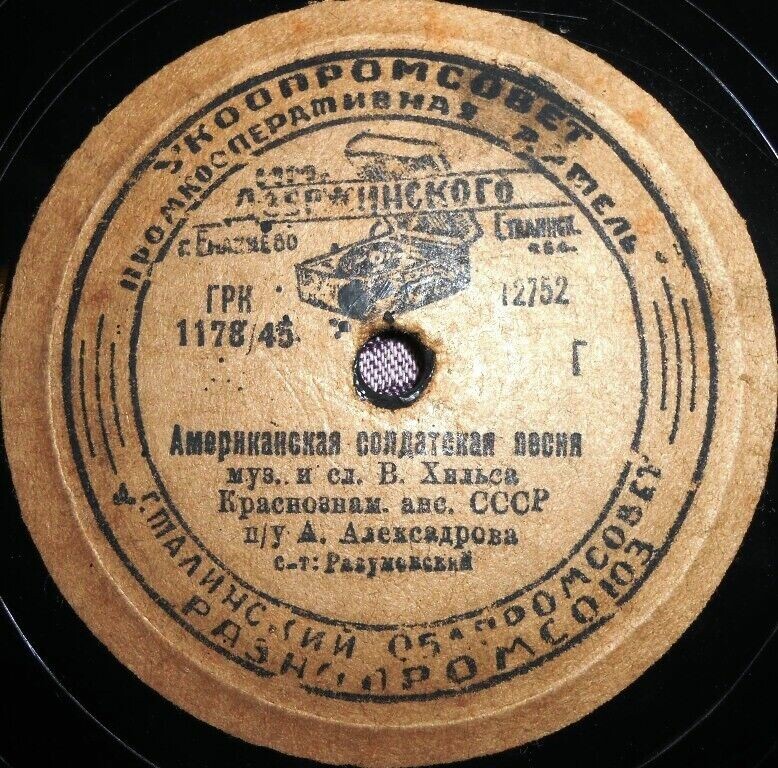 УКООПРОМСОВЕТ
ПРОМКООПЕРАТИВНАЯ АРТЕЛЬ
ДЗЕРЖИНСКОГО
г. ЕНАКИЕВО
СТАЛИНСК.
ОБЛ.
ГРК
12752
1178/45
Г
Американская солдатская песня
муз. и сл. В. Хильса
Краснознам. анс. СССР
п/у А. Алексадрова
с-т: Разумовский
г. СТАЛИНСКИЙ ОБЛПРОМСОВЕТ
РАЗНОПРОМСОЮЗ